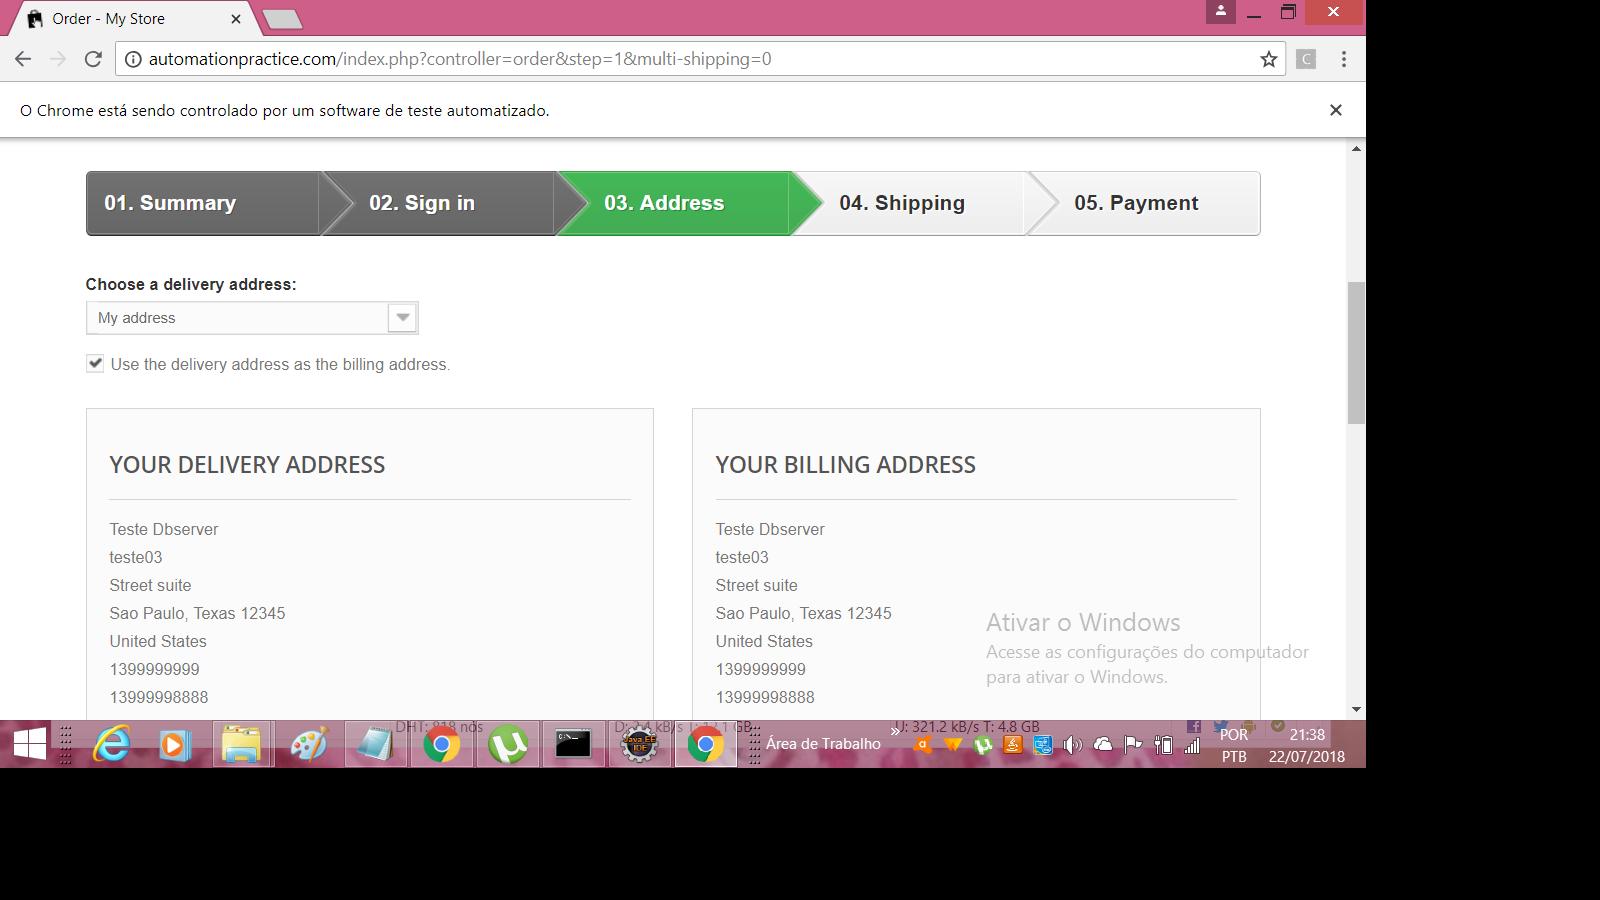 Order - My Store
automationpractice.com/index.php?controller=order&step=1&multi-shipping=0
C
O Chrome está sendo controlado por um software de teste automatizado.
01. Summary
02. Sign in
03. Address
04. Shipping
05. Payment
Choose a delivery address:
My address
Use the delivery address as the billing address.
YOUR DELIVERY ADDRESS
Teste Dbserver
teste03
Street suite
Sao Paulo, Texas 12345
United States
1399999999
13999998888
YOUR BILLING ADDRESS
Teste Dbserver
teste03
Street suite
Sao Paulo, Texas 12345
United States
1399999999
13999998888
Ativar o Windows
Acesse as configurações do computador
para ativar o Windows.
DHT: 818 nós
U: 321.2 kB/s T: 4.8 GB
Java EE
IDE
Área de Trabalho
POR
PTB
21:38
22/07/2018